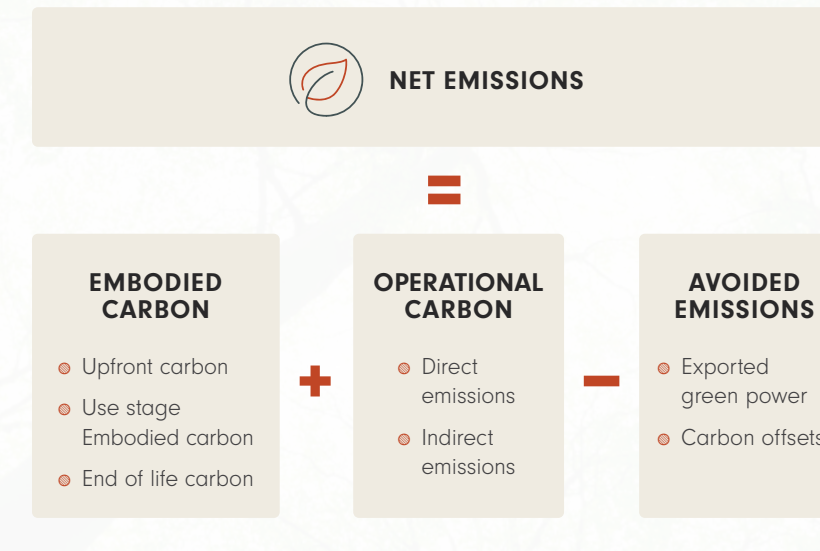 NET EMISSIONS
=
EMBODIED
CARBON
Upfront carbon
Use stage
Embodied carbon
End of life carbon
+
OPERATIONAL
CARBON
Direct
emissions
Indirect
emissions
−
AVOIDED
EMISSIONS
Exported
green power
Carbon offsets